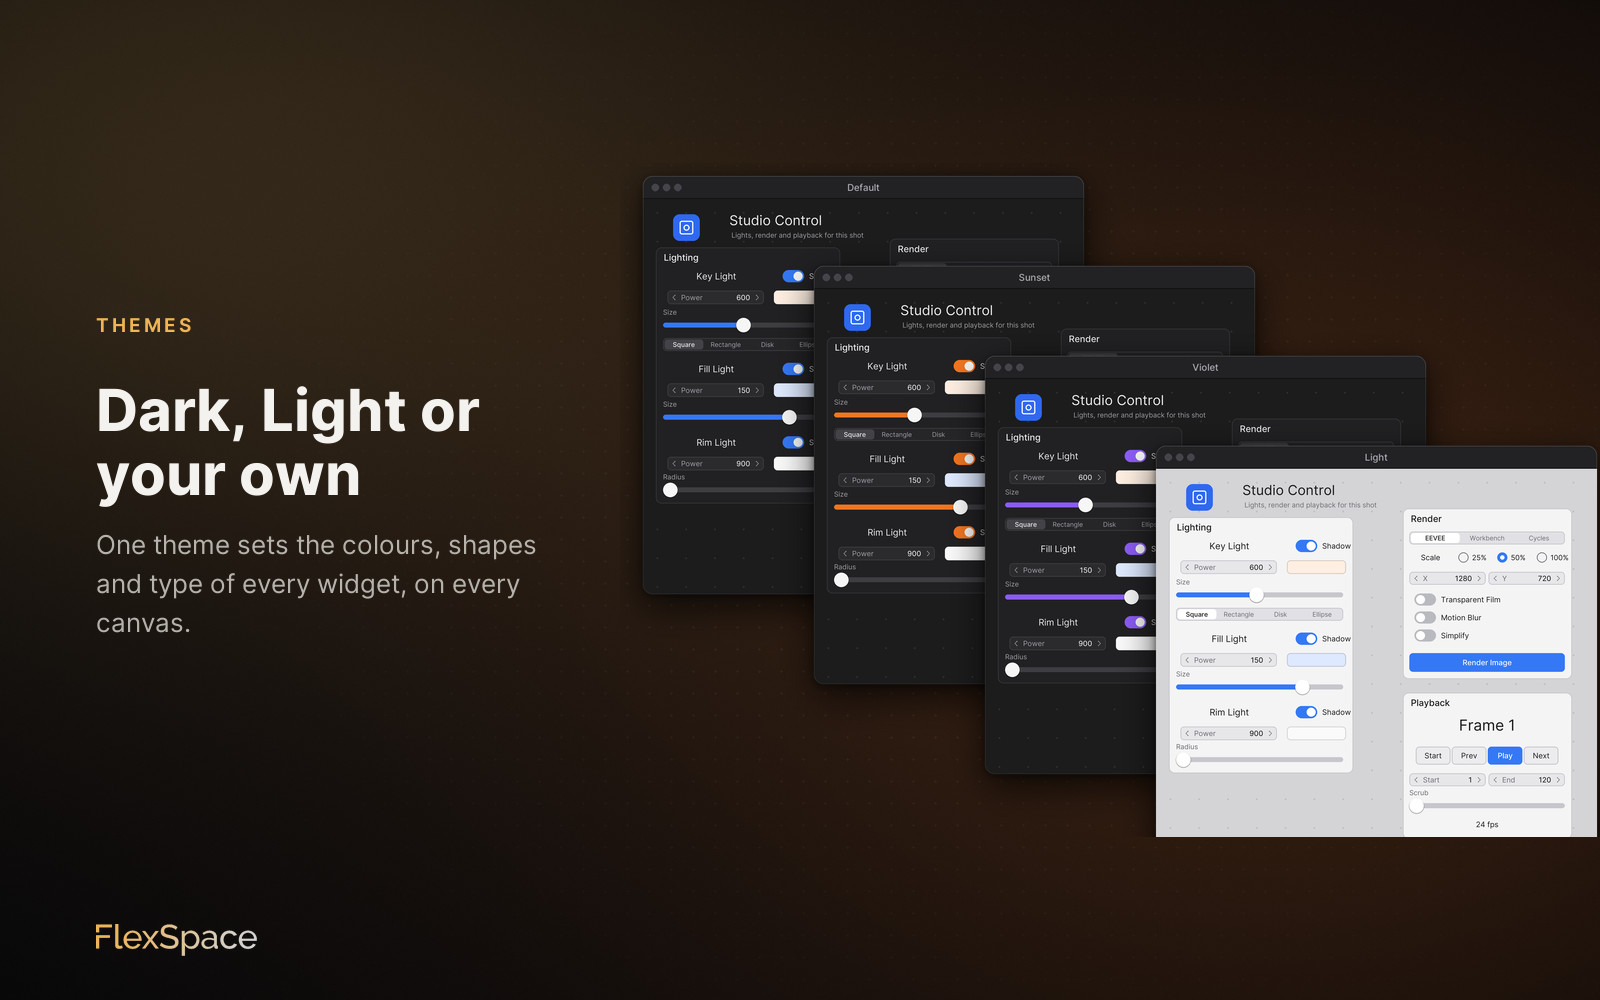 THEMES
Dark, Light or
your own
One theme sets the colours, shapes
and type of every widget, on every
canvas.
FlexSpace
Default
Studio Control
Lights, render and playback for this shot
Lighting
Render
Key Light
Power 600
Size
Square Rectangle Disk
Fill Light
Power 150
Size
Rim Light
Power 900
Radius
Sunset
Studio Control
Lights, render and playback for this shot
Lighting
Render
Key Light
Power 600
Size
Square Rectangle Disk
Fill Light
Power 150
Size
Rim Light
Power 900
Radius
Violet
Studio Control
Lights, render and playback for this shot
Lighting
Render
Key Light
Power 600
Size
Square Rectangle Disk
Fill Light
Power 150
Size
Rim Light
Power 900
Radius
Light
Studio Control
Lights, render and playback for this shot
Lighting
Key Light Shadow
Power 600
Size
Square Rectangle Disk Ellipse
Fill Light Shadow
Power 150
Size
Rim Light Shadow
Power 900
Radius
Render
EEVEE Workbench Cycles
Scale 25% 50% 100%
X 1280 Y 720
Transparent Film
Motion Blur
Simplify
Render Image
Playback
Frame 1
Start Prev Play Next
Start 1 End 120
Scrub
24 fps